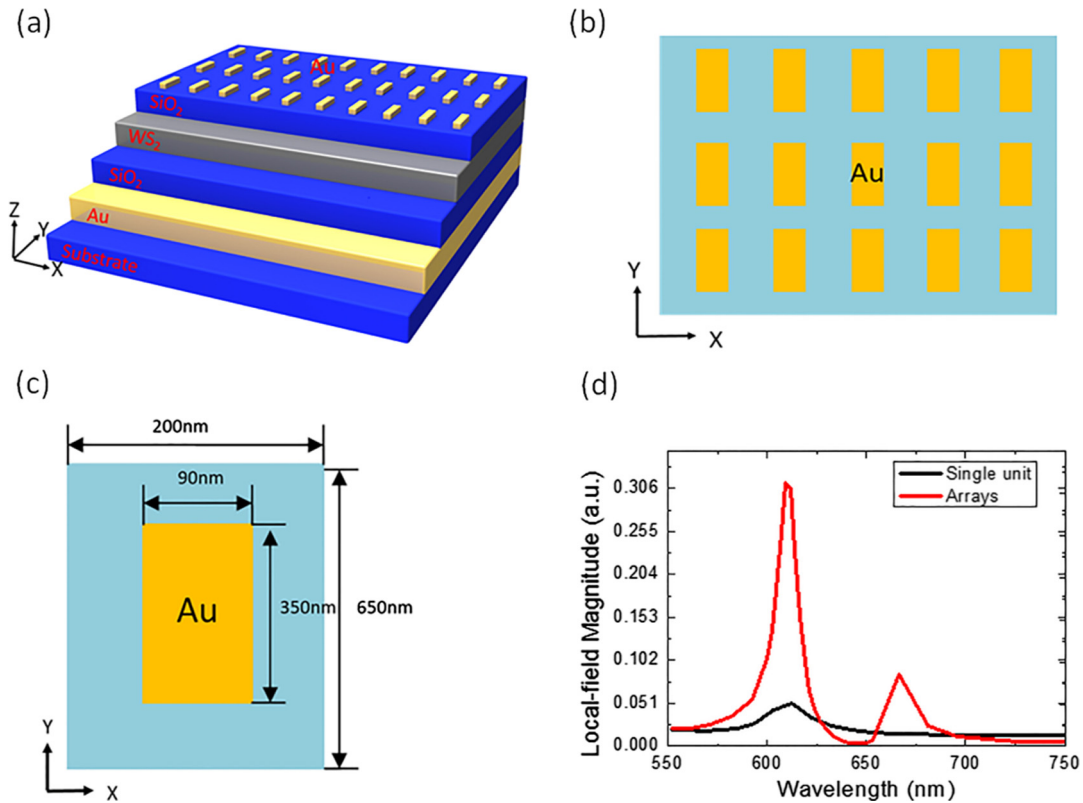 (a)
Au
SiO₂
WS₂
SiO₂
Au
Substrate
Z
Y
X
(b)
Au
Y
X
(c)
200nm
90nm
Au
350nm
650nm
Y
X
(d)
Local-field Magnitude (a.u.)
0.306
0.255
0.204
0.153
0.102
0.051
0.000
Single unit
Arrays
550
600
650
700
750
Wavelength (nm)